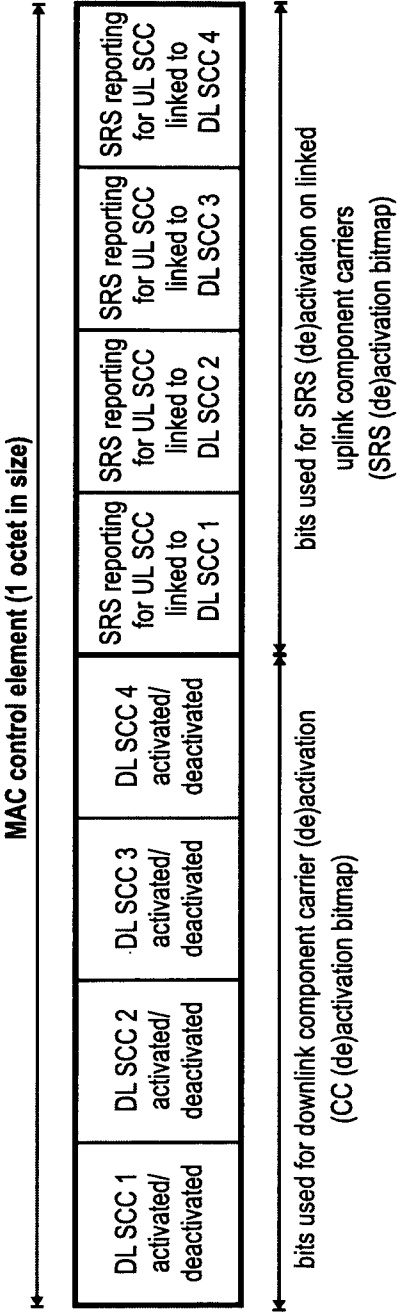 MAC control element (1 octet in size)
DL SCC 1
activated/
deactivated
DL SCC 2
activated/
deactivated
DL SCC 3
activated/
deactivated
DL SCC 4
activated/
deactivated
SRS reporting
for UL SCC
linked to
DL SCC 1
SRS reporting
for UL SCC
linked to
DL SCC 2
SRS reporting
for UL SCC
linked to
DL SCC 3
SRS reporting
for UL SCC
linked to
DL SCC 4
bits used for downlink component carrier (de)activation
(CC (de)activation bitmap)
bits used for SRS (de)activation on linked
uplink component carriers
(SRS (de)activation bitmap)